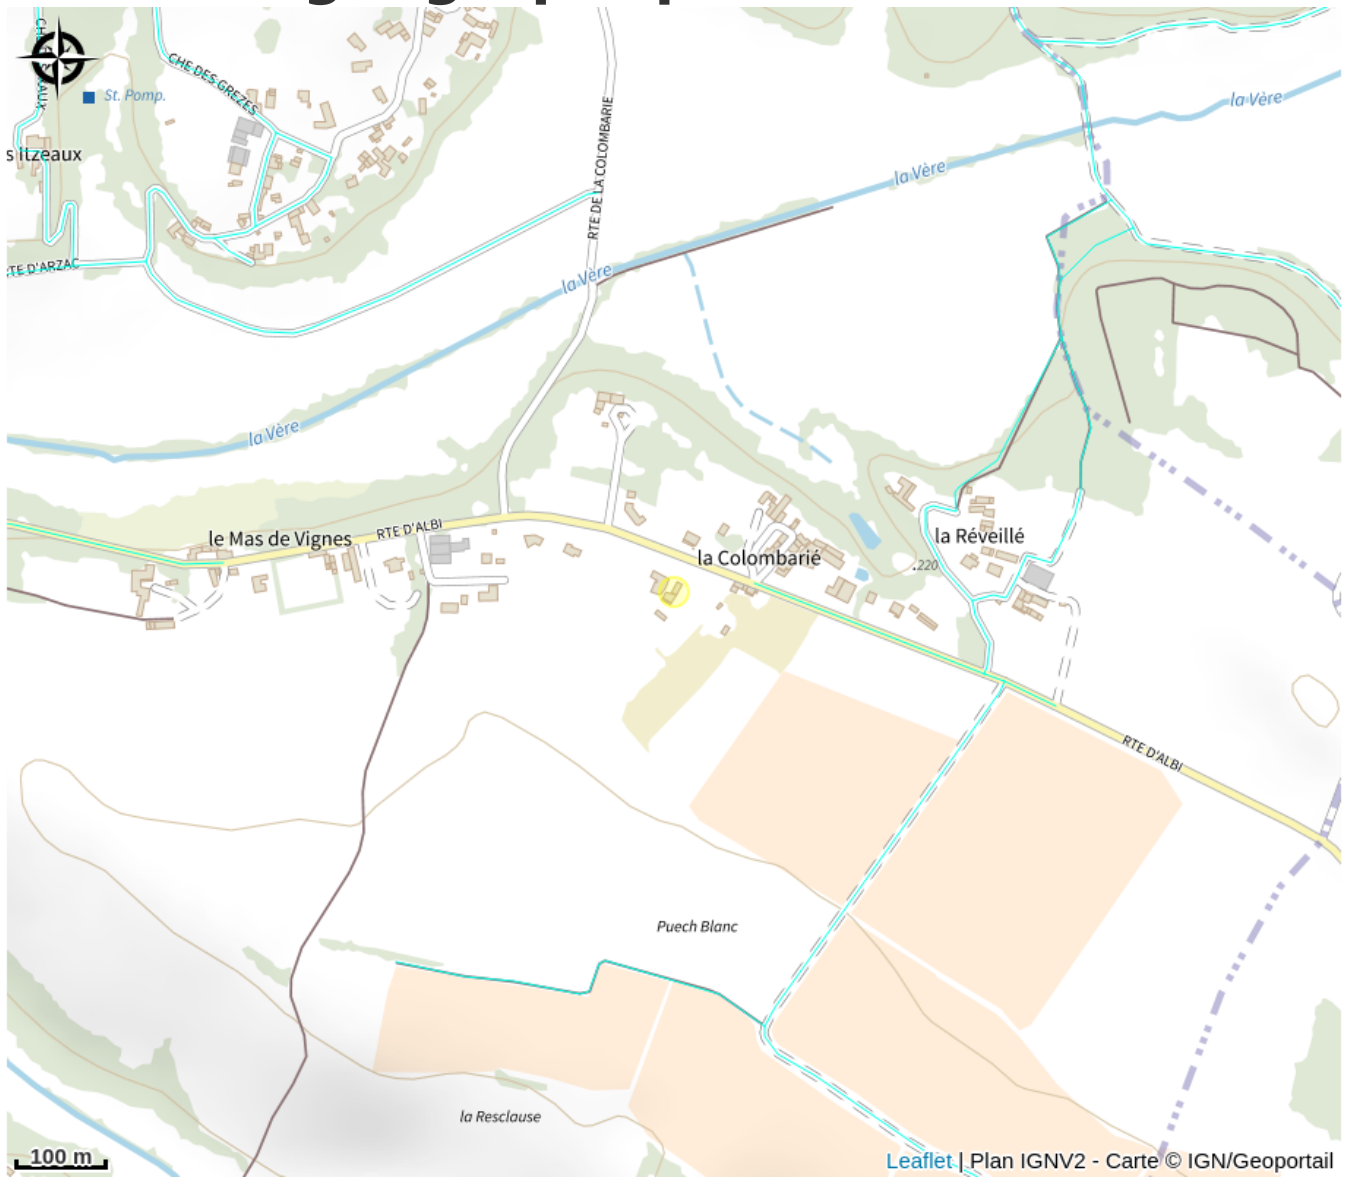 St. Pomp.
CHE DES GREZES
s Itzeaux
RTE DE LA COLOMBARIE
la Vère
la Vère
la Vère
la Vère
le Mas de Vignes
RTE D'ALBI
la Colombarié
la Réveillé
.220
RTE D'ALBI
Puech Blanc
la Resclause
100 m
Leaflet | Plan IGNV2 - Carte © IGN/Geoportail